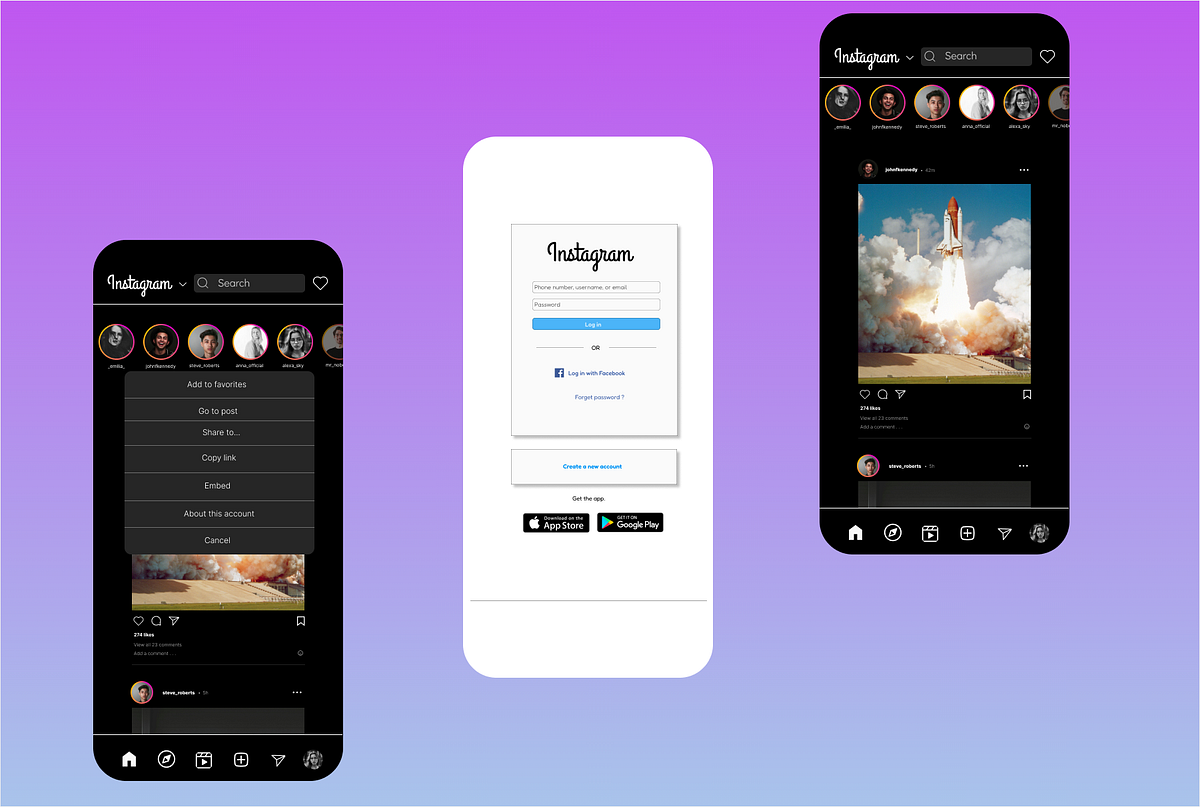 Instagram
Search
_emilia_
johnfkennedy
steve_roberts
anna_official
alexa_sky
mr_nob
Add to favorites
Go to post
Share to...
Copy link
Embed
About this account
Cancel
274 likes
View all 23 comments
Add a comment . . .
steve_roberts • 5h
Instagram
Phone number, username, or email
Password
Log in
OR
Log in with Facebook
Forget password ?
Create a new account
Get the app.
Download on the
App Store
GET IT ON
Google Play
Instagram
Search
_emilia_
johnfkennedy
steve_roberts
anna_official
alexa_sky
mr_nob
johnfkennedy • 42m
274 likes
View all 23 comments
Add a comment . . .
steve_roberts • 5h